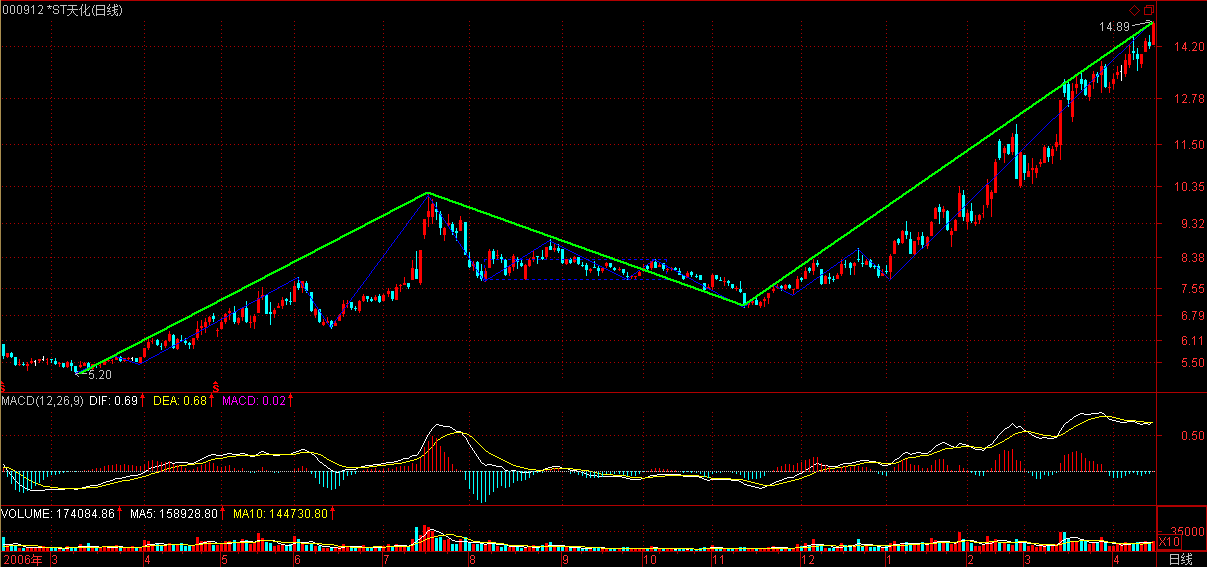 000912 *ST天化(日线)
14.89
14.20
12.78
11.50
10.35
9.32
8.38
7.55
6.79
6.11
5.50
5.20
S
S
MACD(12,26,9) DIF: 0.69↑ DEA: 0.68↑ MACD: 0.02↑
0.50
VOLUME: 174084.86↑ MA5: 158928.80↑ MA10: 144730.80↑
35000
X10
2006年 3 4 5 6 7 8 9 10 11 12 1 2 3 4 日线